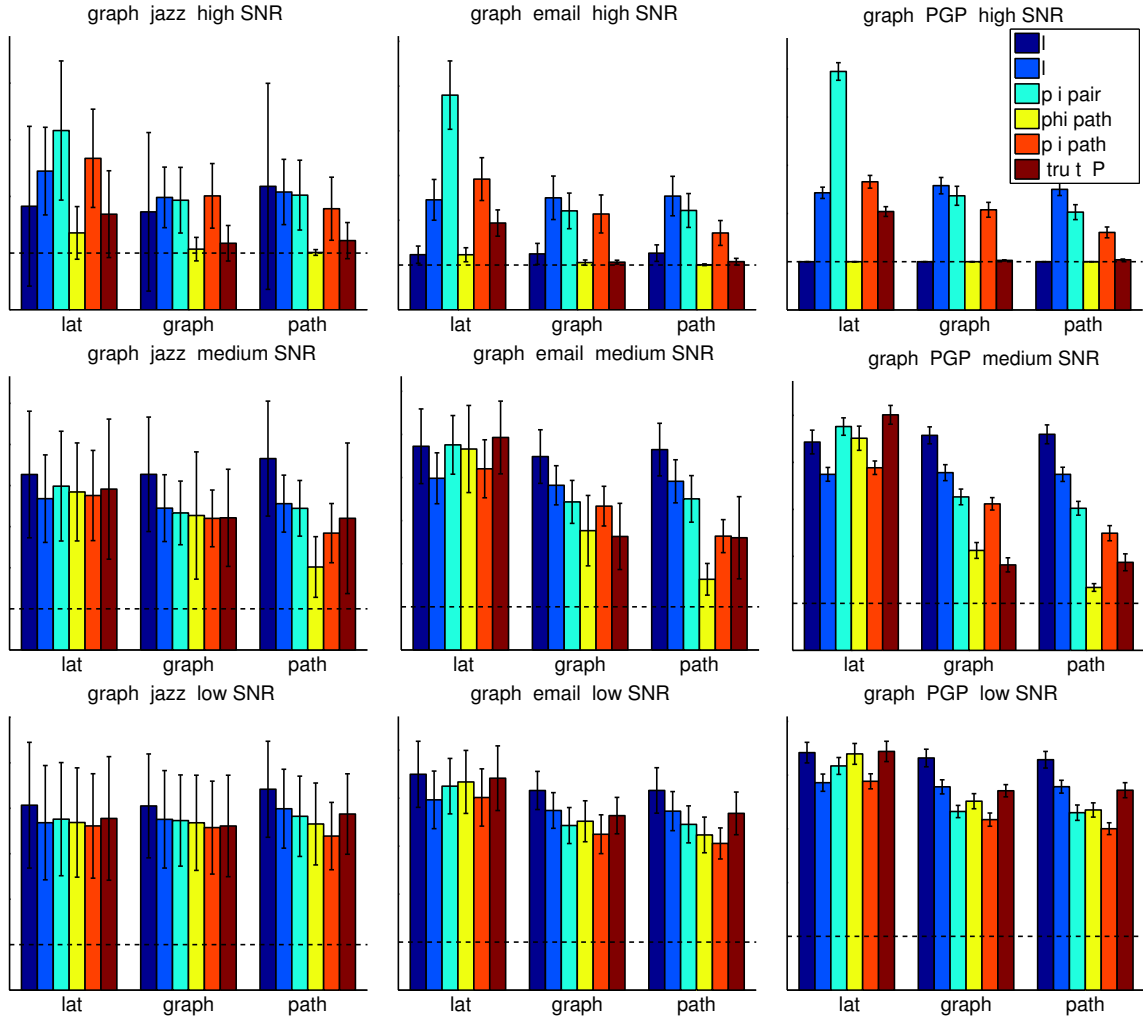 graph jazz high SNR
graph email high SNR
graph PGP high SNR
l
l
p i pair
phi path
p i path
tru t P
lat graph path
lat graph path
lat graph path
graph jazz medium SNR
graph email medium SNR
graph PGP medium SNR
lat graph path
lat graph path
lat graph path
graph jazz low SNR
graph email low SNR
graph PGP low SNR
lat graph path
lat graph path
lat graph path